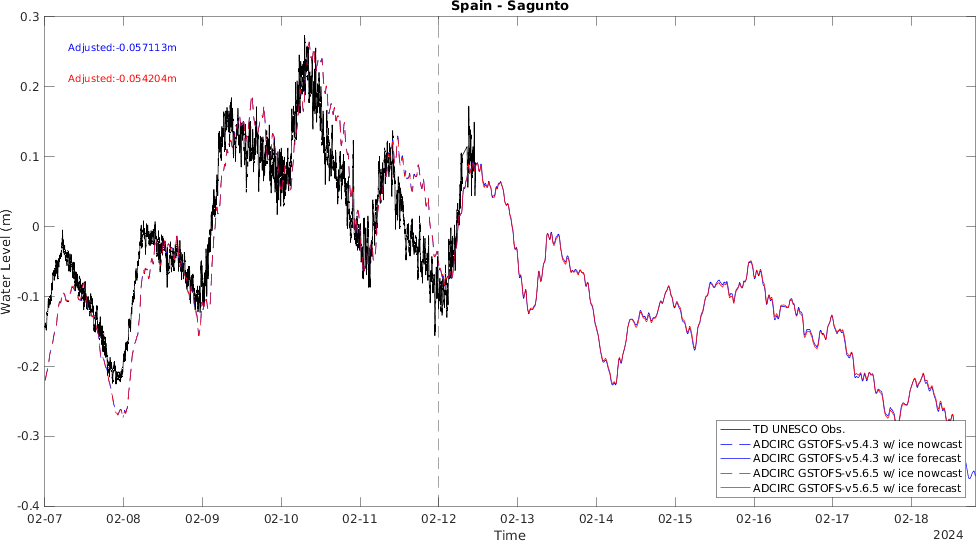 Spain - Sagunto
0.3
Adjusted:-0.057113m
Adjusted:-0.054204m
0.2
0.1
0
-0.1
-0.2
-0.3
-0.4
Water Level (m)
TD UNESCO Obs.
ADCIRC GSTOFS-v5.4.3 w/ ice nowcast
ADCIRC GSTOFS-v5.4.3 w/ ice forecast
ADCIRC GSTOFS-v5.6.5 w/ ice nowcast
ADCIRC GSTOFS-v5.6.5 w/ ice forecast
02-07 02-08 02-09 02-10 02-11 02-12 02-13 02-14 02-15 02-16 02-17 02-18
Time
2024